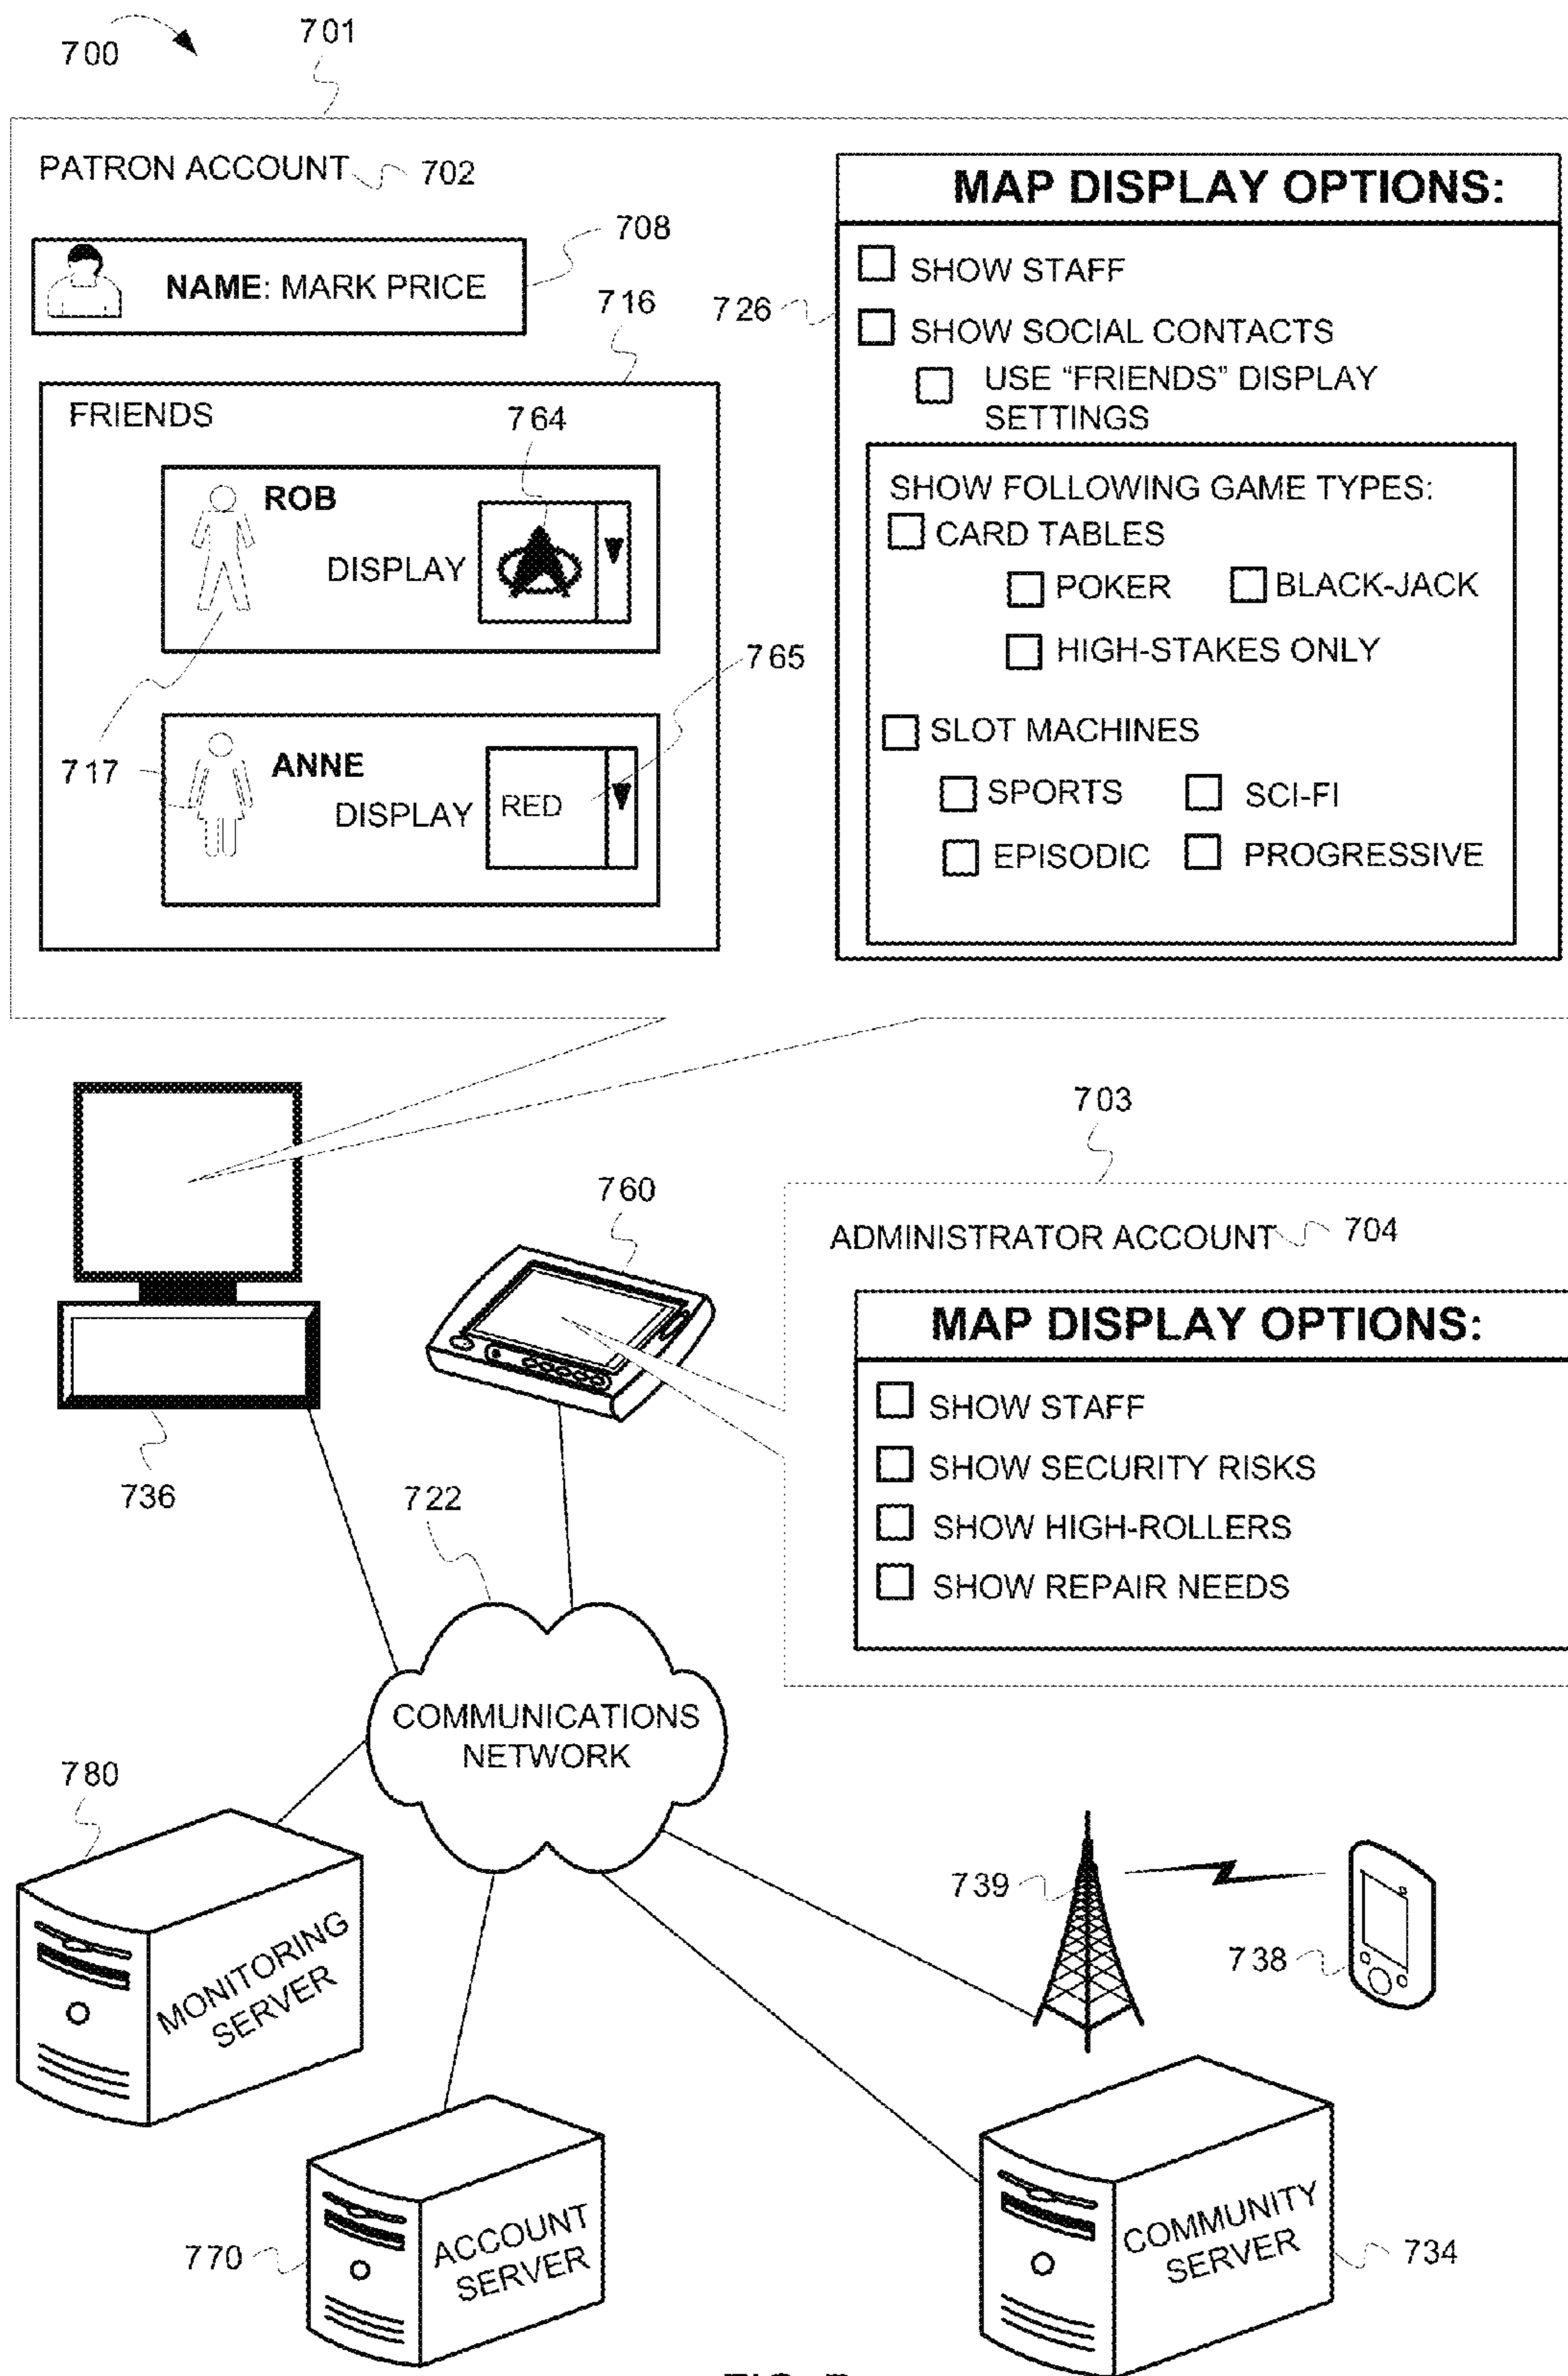 700
701
PATRON ACCOUNT 702
708
NAME: MARK PRICE
716
FRIENDS
764
ROB
DISPLAY
765
717
ANNE
DISPLAY RED
MAP DISPLAY OPTIONS:
726
SHOW STAFF
SHOW SOCIAL CONTACTS
USE “FRIENDS” DISPLAY
SETTINGS
SHOW FOLLOWING GAME TYPES:
CARD TABLES
POKER BLACK-JACK
HIGH-STAKES ONLY
SLOT MACHINES
SPORTS SCI-FI
EPISODIC PROGRESSIVE
703
760
ADMINISTRATOR ACCOUNT 704
MAP DISPLAY OPTIONS:
SHOW STAFF
SHOW SECURITY RISKS
SHOW HIGH-ROLLERS
SHOW REPAIR NEEDS
736
722
COMMUNICATIONS
NETWORK
780
MONITORING
SERVER
739
738
770
ACCOUNT
SERVER
COMMUNITY
SERVER
734